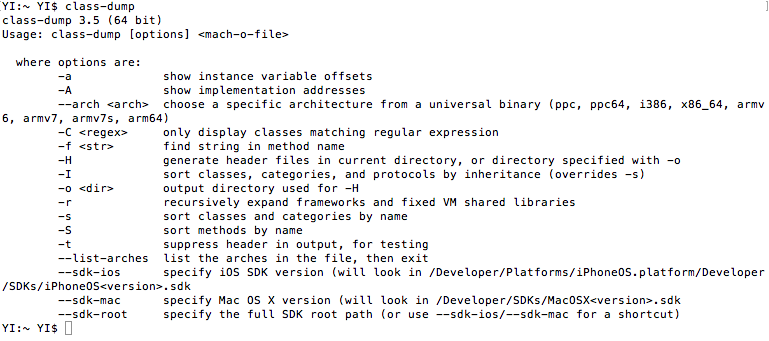 YI:~ YI$ class-dump
class-dump 3.5 (64 bit)
Usage: class-dump [options] <mach-o-file>
where options are:
-a show instance variable offsets
-A show implementation addresses
--arch <arch> choose a specific architecture from a universal binary (ppc, ppc64, i386, x86_64, armv
6, armv7, armv7s, arm64)
-C <regex> only display classes matching regular expression
-f <str> find string in method name
-H generate header files in current directory, or directory specified with -o
-I sort classes, categories, and protocols by inheritance (overrides -s)
-o <dir> output directory used for -H
-r recursively expand frameworks and fixed VM shared libraries
-s sort classes and categories by name
-S sort methods by name
-t suppress header in output, for testing
--list-arches list the arches in the file, then exit
--sdk-ios specify iOS SDK version (will look in /Developer/Platforms/iPhoneOS.platform/Developer
/SDKs/iPhoneOS<version>.sdk
--sdk-mac specify Mac OS X version (will look in /Developer/SDKs/MacOSX<version>.sdk
--sdk-root specify the full SDK root path (or use --sdk-ios/--sdk-mac for a shortcut)
YI:~ YI$